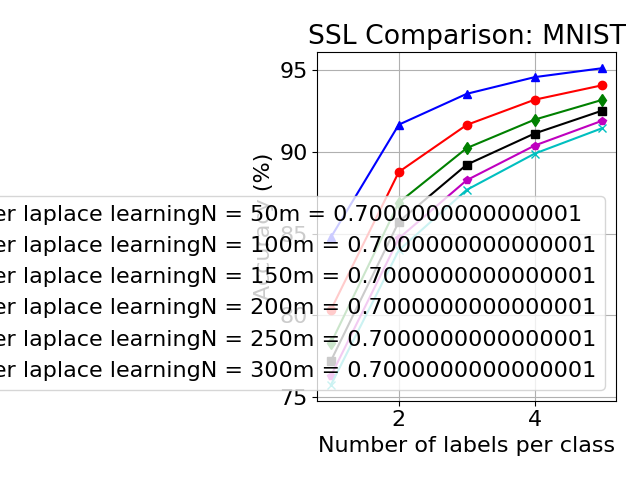 SSL Comparison: MNIST
95
90
85
80
75
Accuracy (%)
er laplace learningN = 50m = 0.7000000000000001
er laplace learningN = 100m = 0.7000000000000001
er laplace learningN = 150m = 0.7000000000000001
er laplace learningN = 200m = 0.7000000000000001
er laplace learningN = 250m = 0.7000000000000001
er laplace learningN = 300m = 0.7000000000000001
2 4
Number of labels per class